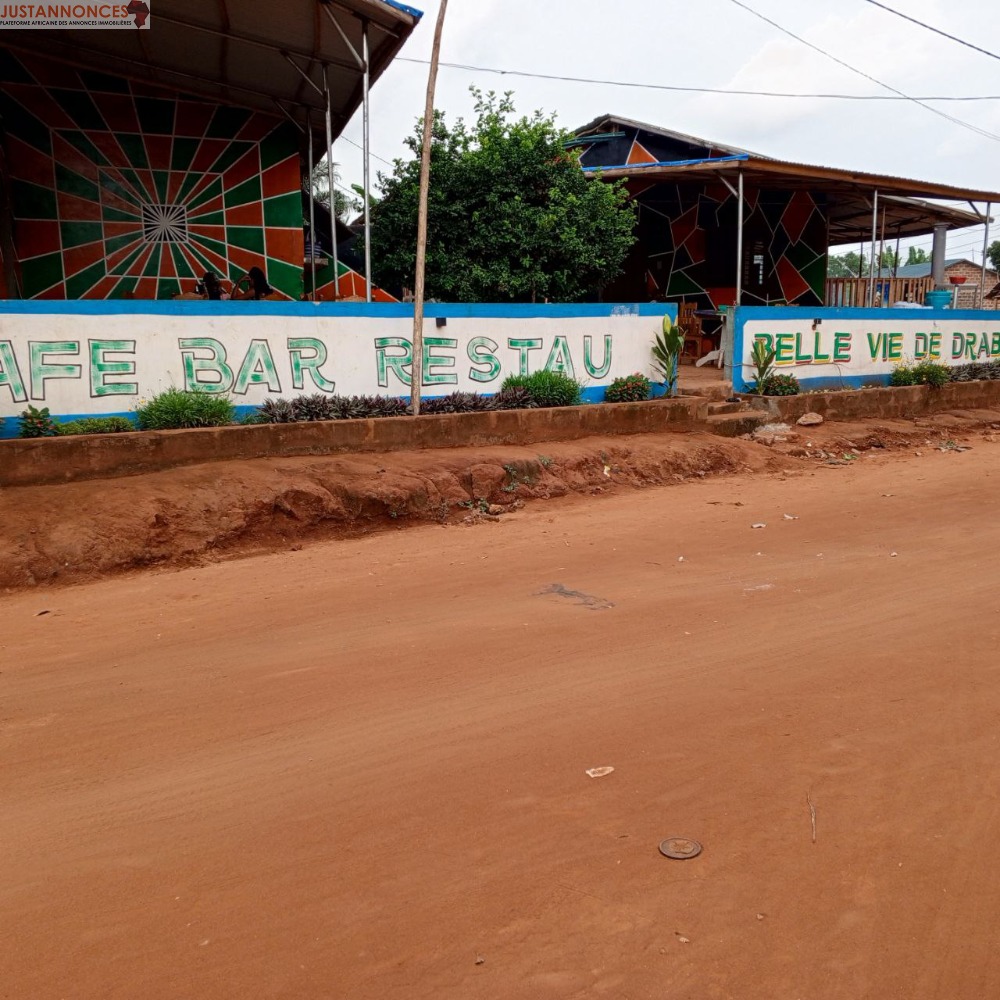 JUSTANNONCES
PLATEFORME AFRICAINE DES ANNONCES IMMOBILIÈRES
AFE BAR RESTAU
BELLE VIE DE DRAB